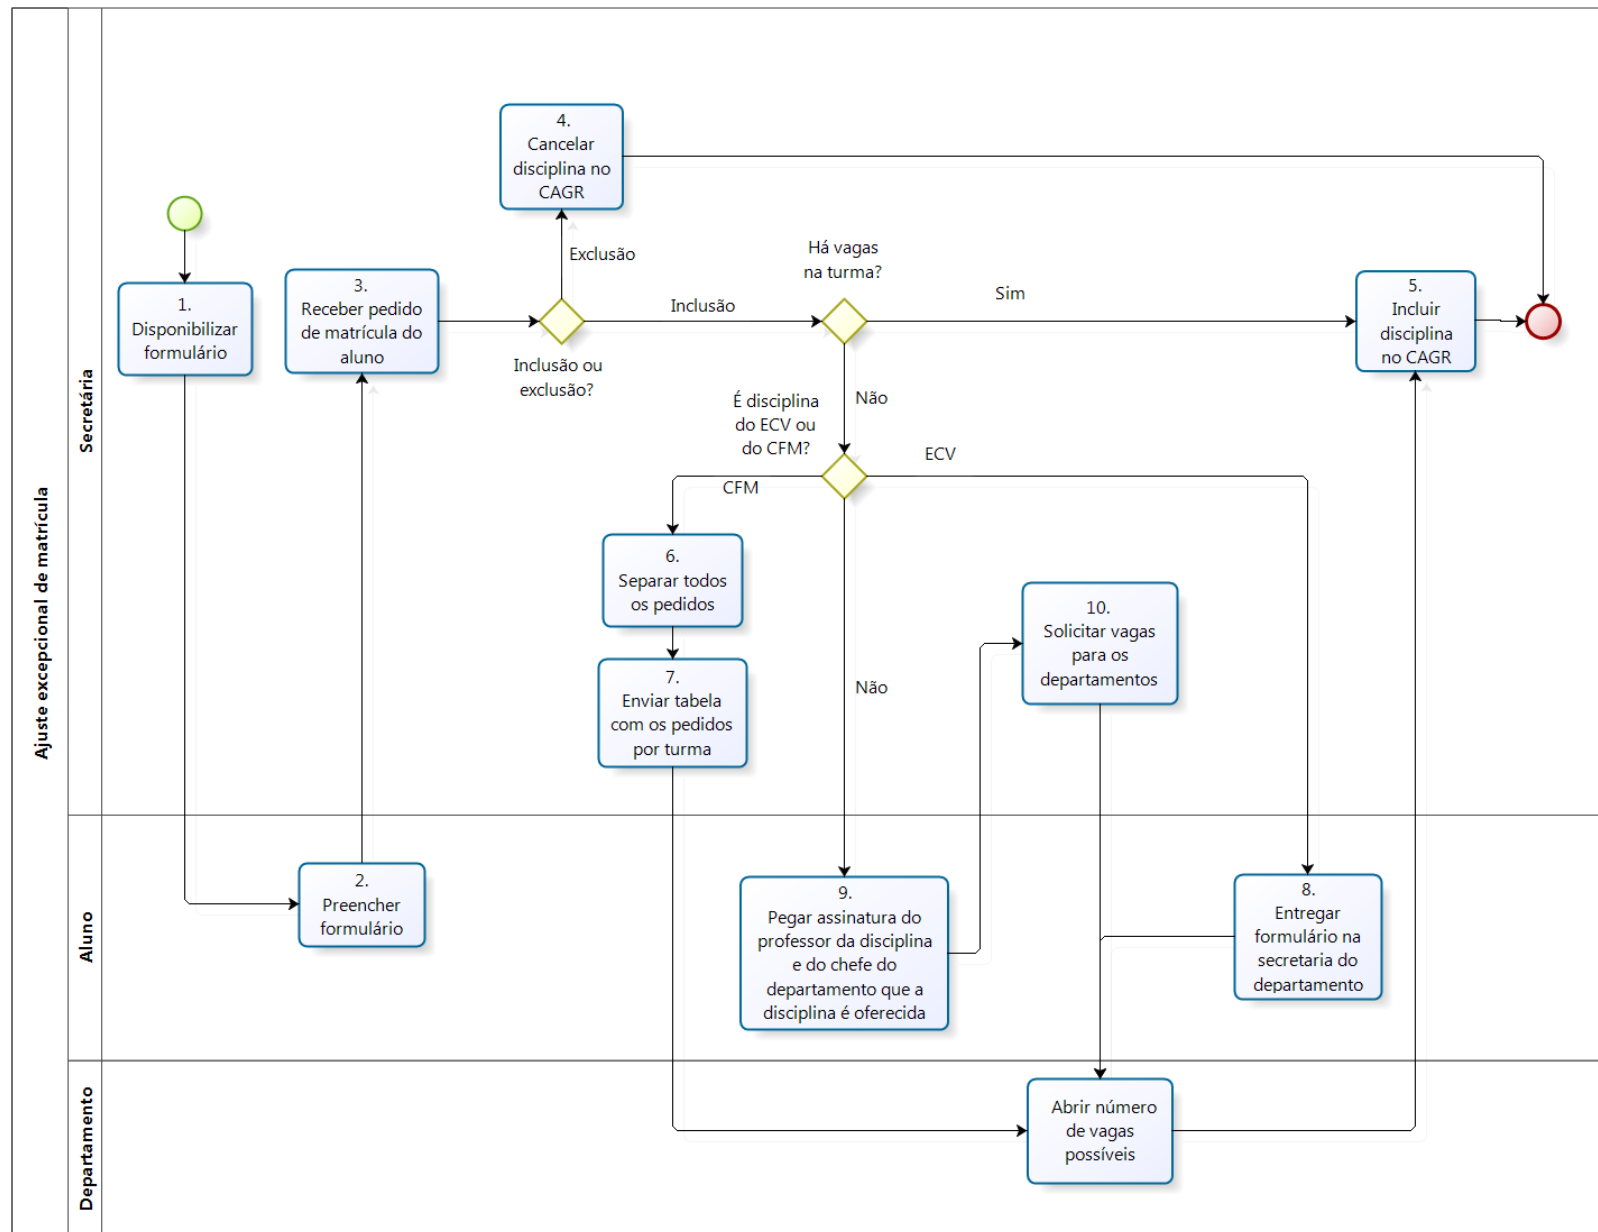 Ajuste excepcional de matrícula
Secretária
4.
Cancelar
disciplina no
CAGR
Exclusão
Há vagas
na turma?
1.
Disponibilizar
formulário
3.
Receber pedido
de matrícula do
aluno
Inclusão
Sim
5.
Incluir
disciplina
no CAGR
Inclusão ou
exclusão?
Não
É disciplina
do ECV ou
do CFM?
CFM
ECV
6.
Separar todos
os pedidos
7.
Enviar tabela
com os pedidos
por turma
Não
10.
Solicitar vagas
para os
departamentos
Aluno
2.
Preencher
formulário
9.
Pegar assinatura do
professor da disciplina
e do chefe do
departamento que a
disciplina é oferecida
8.
Entregar
formulário na
secretaria do
departamento
Departamento
Abrir número
de vagas
possíveis